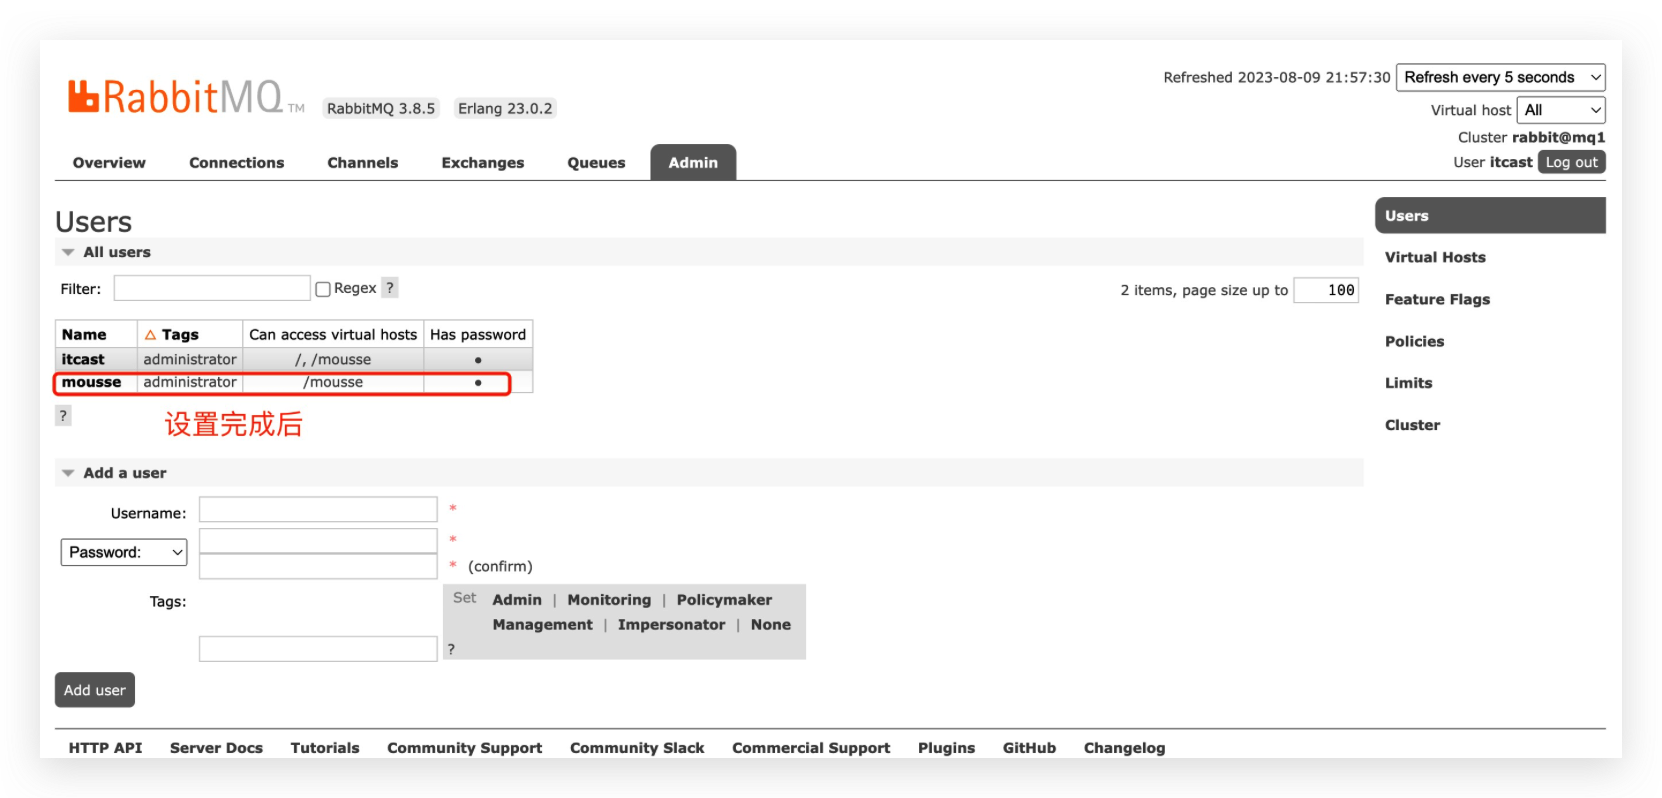 RabbitMQ TM RabbitMQ 3.8.5 Erlang 23.0.2
Refreshed 2023-08-09 21:57:30 Refresh every 5 seconds
Virtual host All
Cluster rabbit@mq1
User itcast Log out
Overview Connections Channels Exchanges Queues Admin
Users
All users
Filter: Regex ?
2 items, page size up to 100
Name Tags Can access virtual hosts Has password
itcast administrator /, /mousse •
mousse administrator /mousse •
?
设置完成后
Add a user
Username: *
Password: *
* (confirm)
Tags:
Set Admin | Monitoring | Policymaker
Management | Impersonator | None
?
Add user
Users
Virtual Hosts
Feature Flags
Policies
Limits
Cluster
HTTP API Server Docs Tutorials Community Support Community Slack Commercial Support Plugins GitHub Changelog